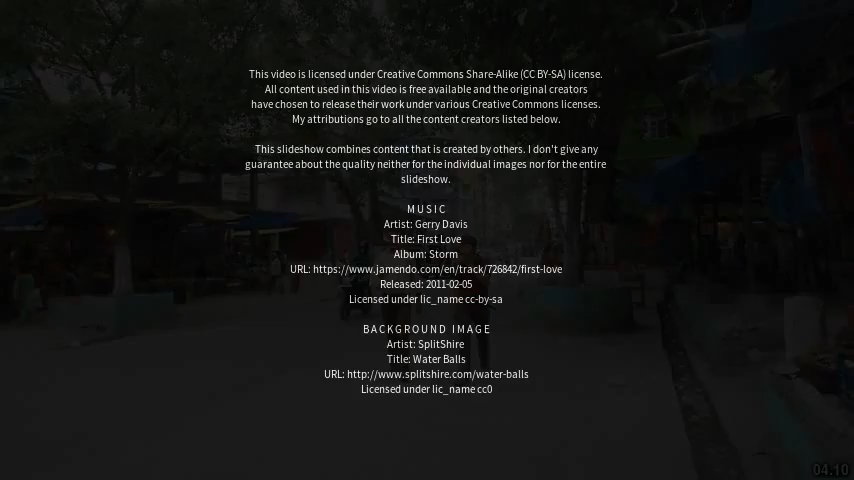 This video is licensed under Creative Commons Share-Alike (CC BY-SA) license.
All content used in this video is free available and the original creators
have chosen to release their work under various Creative Commons licenses.
My attributions go to all the content creators listed below.
This slideshow combines content that is created by others. I don't give any
guarantee about the quality neither for the individual images nor for the entire
slideshow.
MUSIC
Artist: Gerry Davis
Title: First Love
Album: Storm
URL: https://www.jamendo.com/en/track/726842/first-love
Released: 2011-02-05
Licensed under lic_name cc-by-sa
BACKGROUND IMAGE
Artist: SplitShire
Title: Water Balls
URL: http://www.splitshire.com/water-balls
Licensed under lic_name cc0
04.10